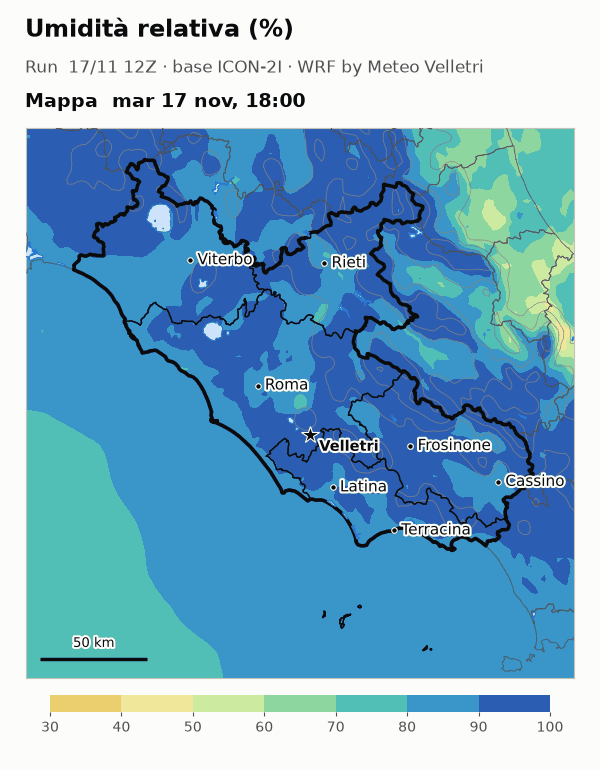 Umidità relativa (%)
Run  17/11 12Z · base ICON-2I · WRF by Meteo Velletri
Mappa  mar 17 nov, 18:00
Viterbo
Rieti
Roma
Velletri
Frosinone
Cassino
Latina
Terracina
50 km
30 40 50 60 70 80 90 100